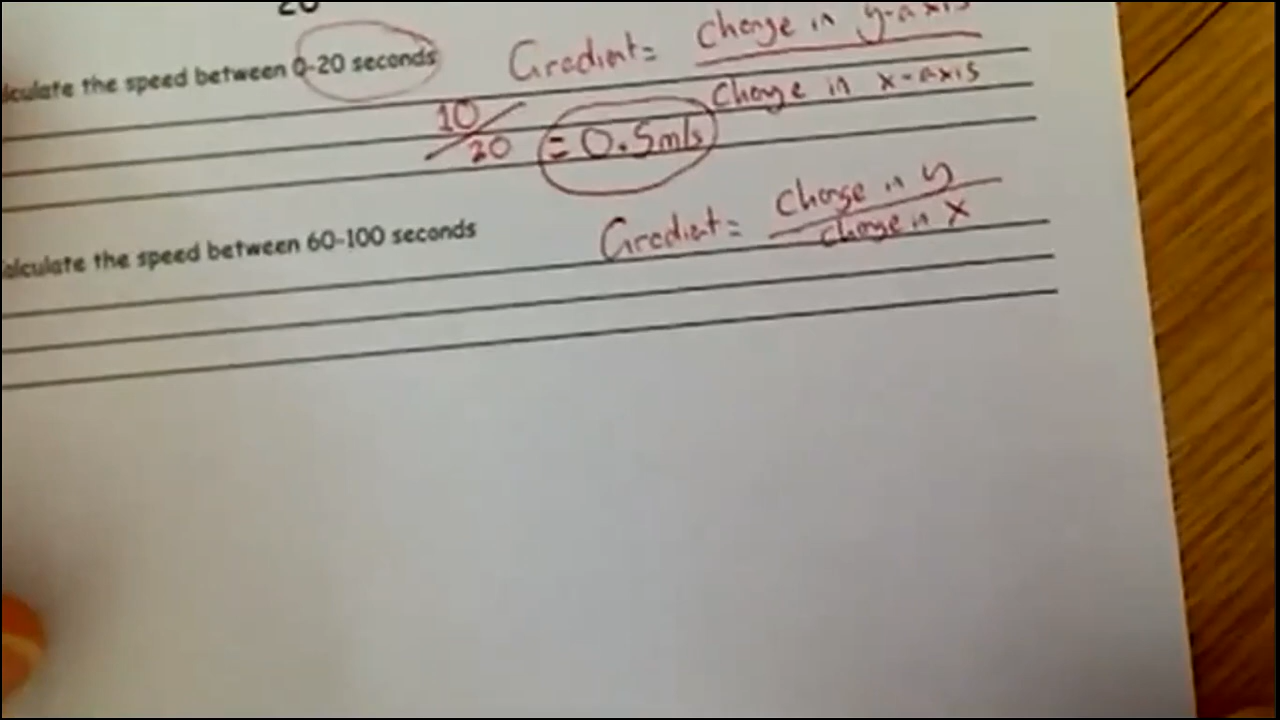 20
lculate the speed between 0-20 seconds
Gradient= change in y-axis
change in x-axis
10/20 = 0.5m/s
alculate the speed between 60-100 seconds
Gradient= change in y
change in x